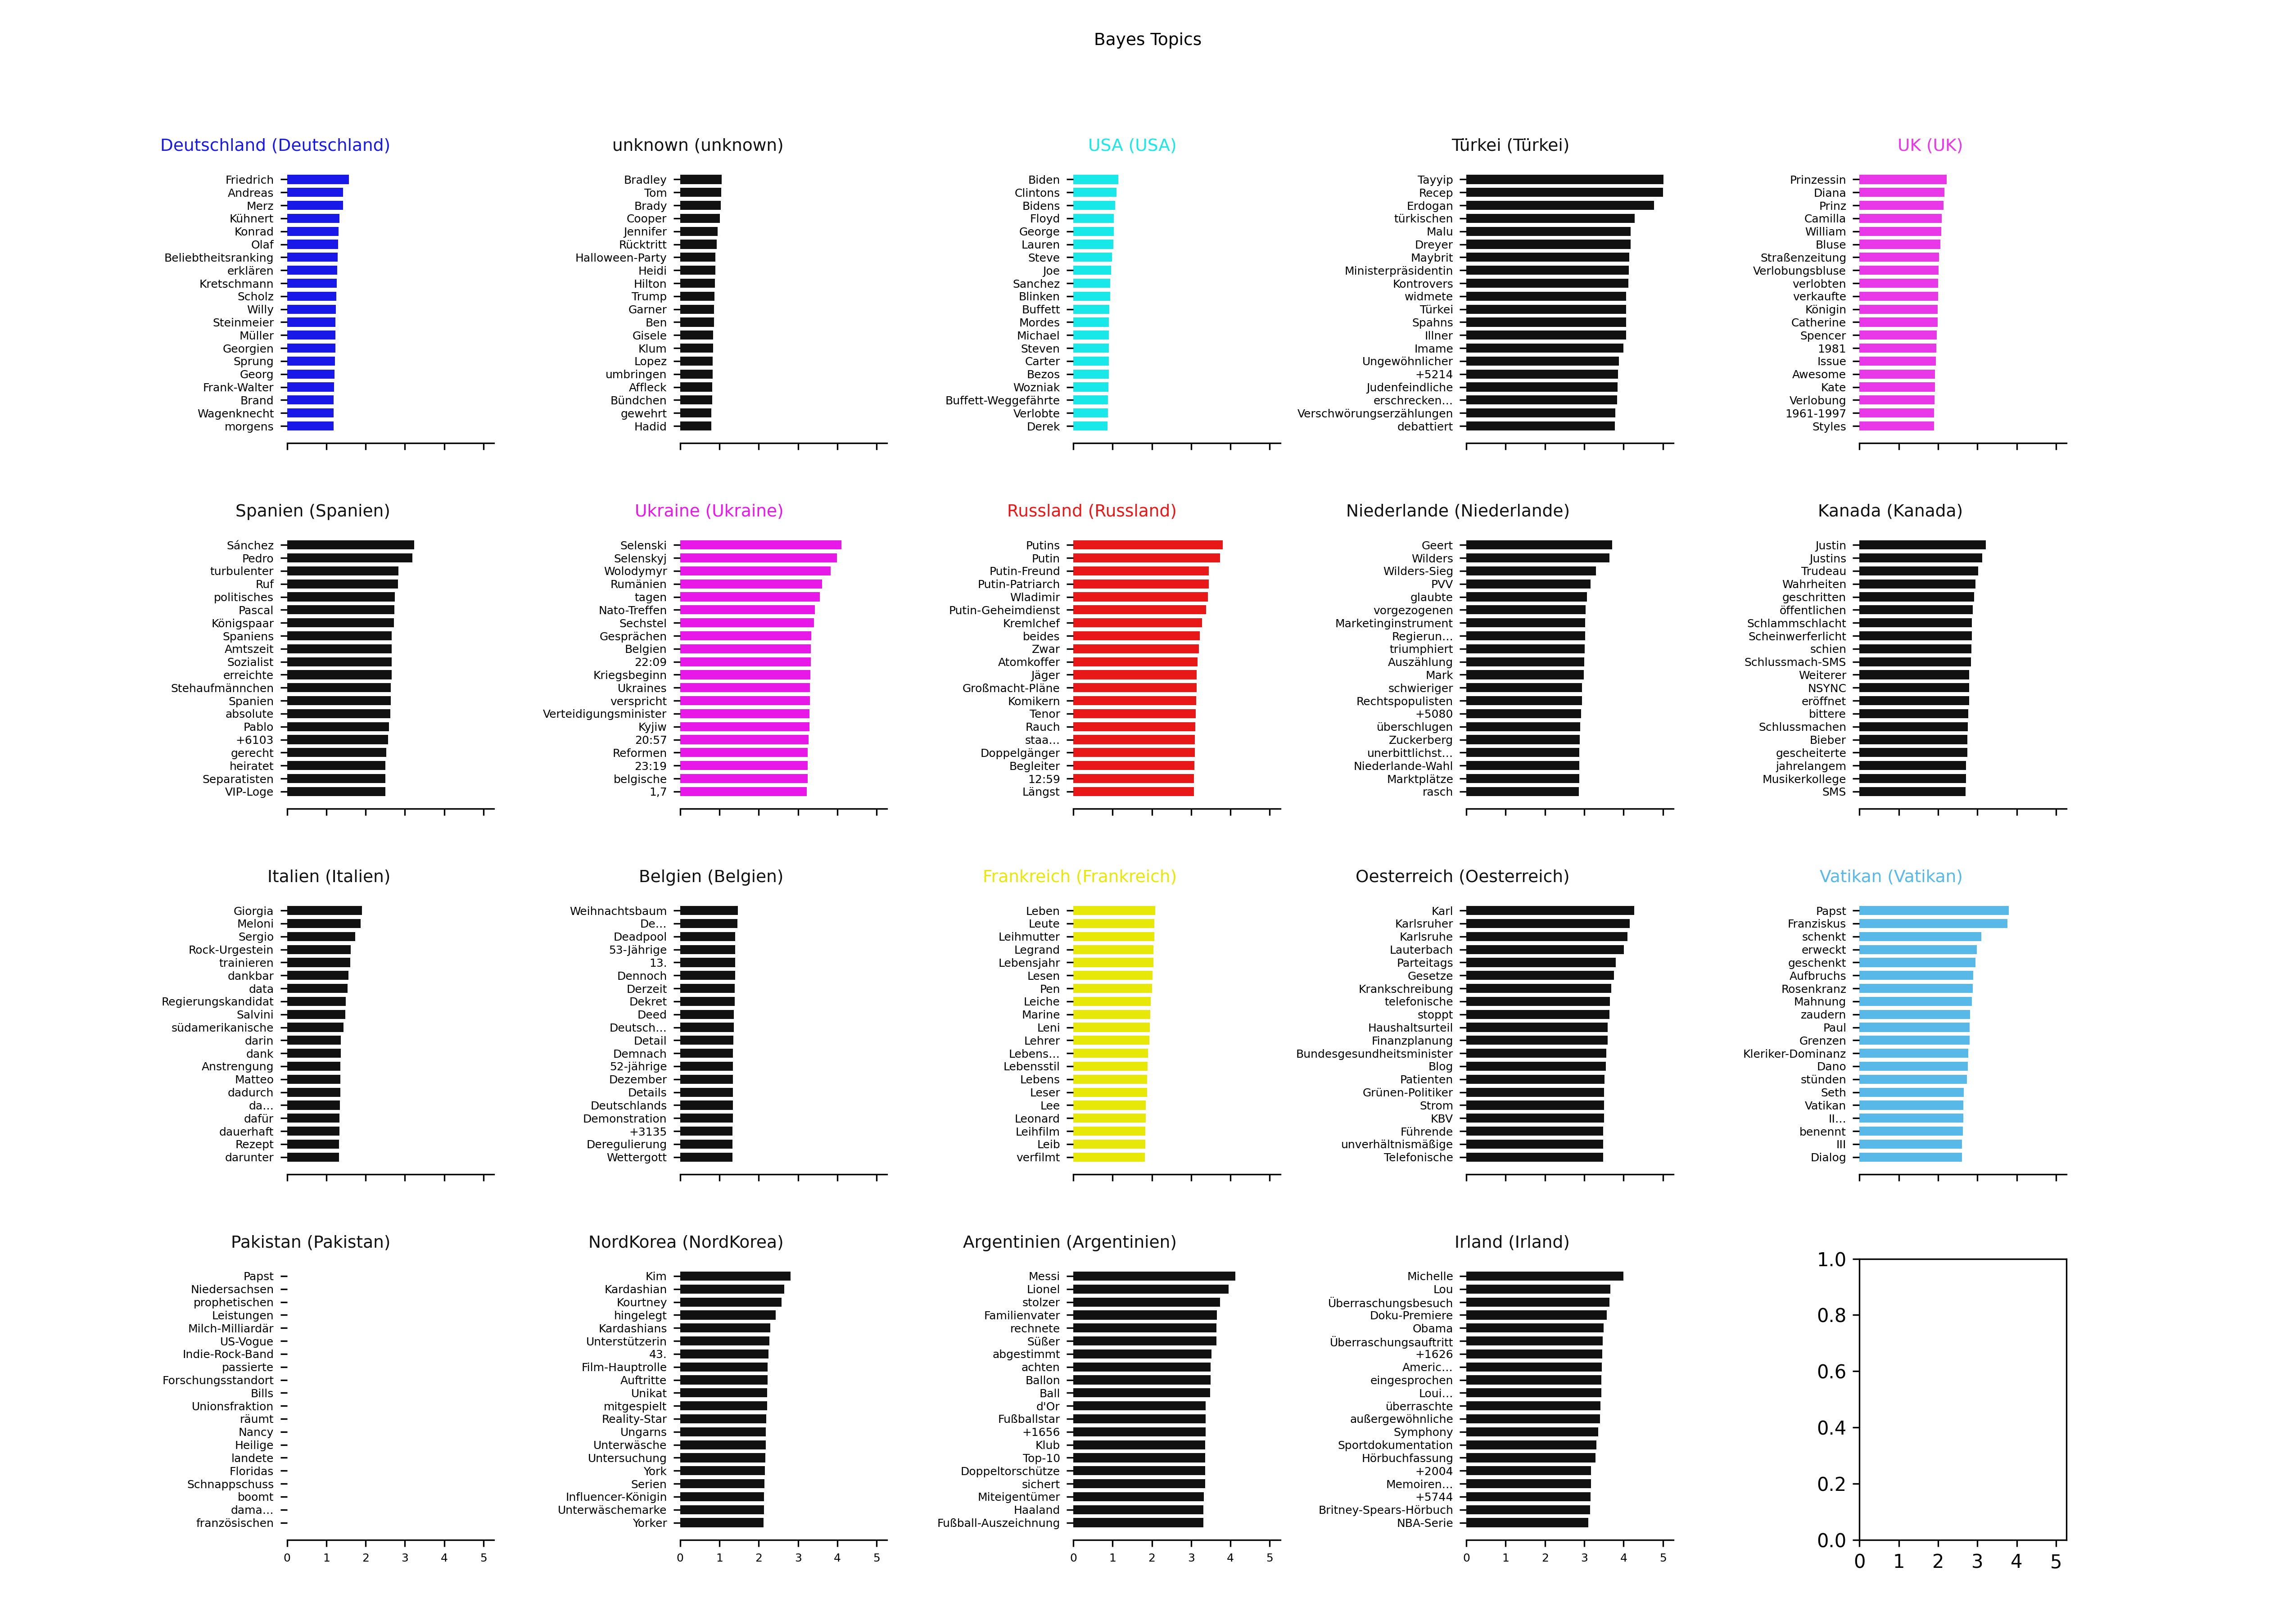 Bayes Topics
Deutschland (Deutschland)
Friedrich
Andreas
Merz
Kühnert
Konrad
Olaf
Beliebtheitsranking
erklären
Kretschmann
Scholz
Willy
Steinmeier
Müller
Georgien
Sprung
Georg
Frank-Walter
Brand
Wagenknecht
morgens
unknown (unknown)
Bradley
Tom
Brady
Cooper
Jennifer
Rücktritt
Halloween-Party
Heidi
Hilton
Trump
Garner
Ben
Gisele
Klum
Lopez
umbringen
Affleck
Bündchen
gewehrt
Hadid
USA (USA)
Biden
Clintons
Bidens
Floyd
George
Lauren
Steve
Joe
Sanchez
Blinken
Buffett
Mordes
Michael
Steven
Carter
Bezos
Wozniak
Buffett-Weggefährte
Verlobte
Derek
Türkei (Türkei)
Tayyip
Recep
Erdogan
türkischen
Malu
Dreyer
Maybrit
Ministerpräsidentin
Kontrovers
widmete
Türkei
Spahns
Illner
Imame
Ungewöhnlicher
+5214
Judenfeindliche
erschrecken…
Verschwörungserzählungen
debattiert
UK (UK)
Prinzessin
Diana
Prinz
Camilla
William
Bluse
Straßenzeitung
Verlobungsbluse
verlobten
verkaufte
Königin
Catherine
Spencer
1981
Issue
Awesome
Kate
Verlobung
1961-1997
Styles
Spanien (Spanien)
Sánchez
Pedro
turbulenter
Ruf
politisches
Pascal
Königspaar
Spaniens
Amtszeit
Sozialist
erreichte
Stehaufmännchen
Spanien
absolute
Pablo
+6103
gerecht
heiratet
Separatisten
VIP-Loge
Ukraine (Ukraine)
Selenski
Selenskyj
Wolodymyr
Rumänien
tagen
Nato-Treffen
Sechstel
Gesprächen
Belgien
22:09
Kriegsbeginn
Ukraines
verspricht
Verteidigungsminister
Kyjiw
20:57
Reformen
23:19
belgische
1,7
Russland (Russland)
Putins
Putin
Putin-Freund
Putin-Patriarch
Wladimir
Putin-Geheimdienst
Kremlchef
beides
Zwar
Atomkoffer
Jäger
Großmacht-Pläne
Komikern
Tenor
Rauch
staa…
Doppelgänger
Begleiter
12:59
Längst
Niederlande (Niederlande)
Geert
Wilders
Wilders-Sieg
PVV
glaubte
vorgezogenen
Marketinginstrument
Regierun…
triumphiert
Auszählung
Mark
schwieriger
Rechtspopulisten
+5080
überschlugen
Zuckerberg
unerbittlichst…
Niederlande-Wahl
Marktplätze
rasch
Kanada (Kanada)
Justin
Justins
Trudeau
Wahrheiten
geschritten
öffentlichen
Schlammschlacht
Scheinwerferlicht
schien
Schlussmach-SMS
Weiterer
NSYNC
eröffnet
bittere
Schlussmachen
Bieber
gescheiterte
jahrelangem
Musikerkollege
SMS
Italien (Italien)
Giorgia
Meloni
Sergio
Rock-Urgestein
trainieren
dankbar
data
Regierungskandidat
Salvini
südamerikanische
darin
dank
Anstrengung
Matteo
dadurch
da…
dafür
dauerhaft
Rezept
darunter
Belgien (Belgien)
Weihnachtsbaum
De…
Deadpool
53-Jährige
13.
Dennoch
Derzeit
Dekret
Deed
Deutsch…
Detail
Demnach
52-jährige
Dezember
Details
Deutschlands
Demonstration
+3135
Deregulierung
Wettergott
Frankreich (Frankreich)
Leben
Leute
Leihmutter
Legrand
Lebensjahr
Lesen
Pen
Leiche
Marine
Leni
Lehrer
Lebens…
Lebensstil
Lebens
Leser
Lee
Leonard
Leihfilm
Leib
verfilmt
Oesterreich (Oesterreich)
Karl
Karlsruher
Karlsruhe
Lauterbach
Parteitags
Gesetze
Krankschreibung
telefonische
stoppt
Haushaltsurteil
Finanzplanung
Bundesgesundheitsminister
Blog
Patienten
Grünen-Politiker
Strom
KBV
Führende
unverhältnismäßige
Telefonische
Vatikan (Vatikan)
Papst
Franziskus
schenkt
erweckt
geschenkt
Aufbruchs
Rosenkranz
Mahnung
zaudern
Paul
Grenzen
Kleriker-Dominanz
Dano
stünden
Seth
Vatikan
II…
benennt
III
Dialog
Pakistan (Pakistan)
Papst
Niedersachsen
prophetischen
Leistungen
Milch-Milliardär
US-Vogue
Indie-Rock-Band
passierte
Forschungsstandort
Bills
Unionsfraktion
räumt
Nancy
Heilige
landete
Floridas
Schnappschuss
boomt
dama…
französischen
0 1 2 3 4 5
NordKorea (NordKorea)
Kim
Kardashian
Kourtney
hingelegt
Kardashians
Unterstützerin
43.
Film-Hauptrolle
Auftritte
Unikat
mitgespielt
Reality-Star
Ungarns
Unterwäsche
Untersuchung
York
Serien
Influencer-Königin
Unterwäschemarke
Yorker
0 1 2 3 4 5
Argentinien (Argentinien)
Messi
Lionel
stolzer
Familienvater
rechnete
Süßer
abgestimmt
achten
Ballon
Ball
d'Or
Fußballstar
+1656
Klub
Top-10
Doppeltorschütze
sichert
Miteigentümer
Haaland
Fußball-Auszeichnung
0 1 2 3 4 5
Irland (Irland)
Michelle
Lou
Überraschungsbesuch
Doku-Premiere
Obama
Überraschungsauftritt
+1626
Americ…
eingesprochen
Loui…
überraschte
außergewöhnliche
Symphony
Sportdokumentation
Hörbuchfassung
+2004
Memoiren…
+5744
Britney-Spears-Hörbuch
NBA-Serie
0 1 2 3 4 5
1.0
0.8
0.6
0.4
0.2
0.0
0 1 2 3 4 5